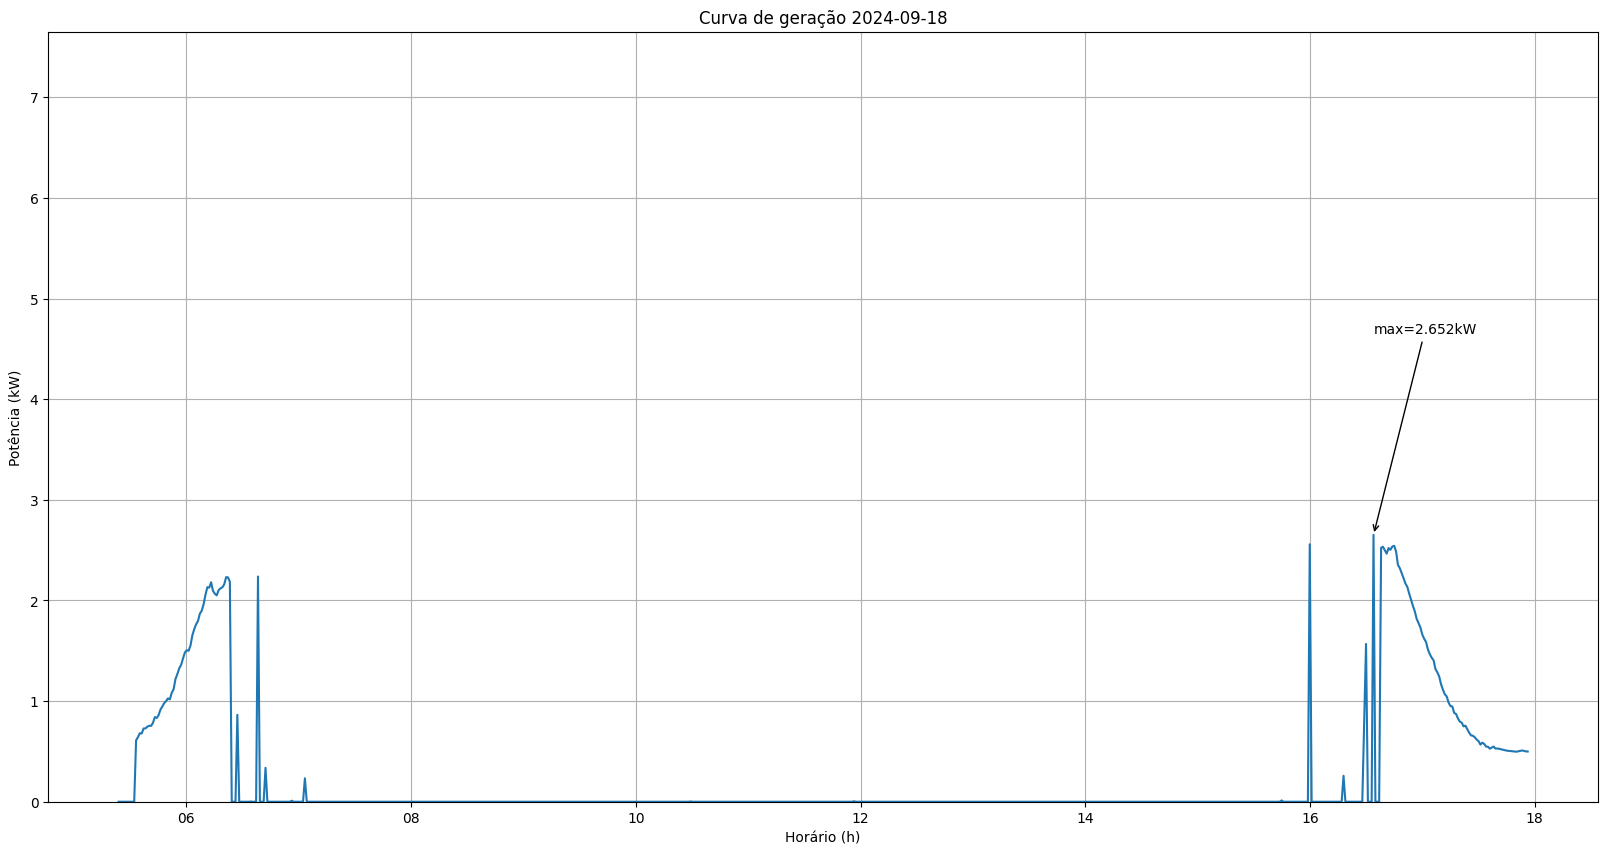 Curva de geração 2024-09-18
7
6
5
max=2.652kW
4
3
2
1
0
Potência (kW)
06 08 10 12 14 16 18
Horário (h)